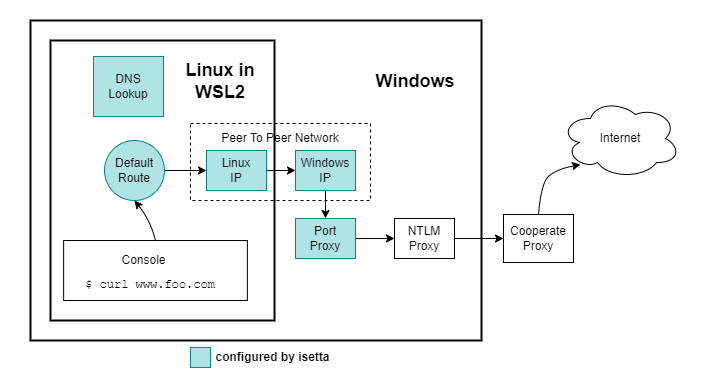 DNS
Lookup
Linux in
WSL2
Windows
Peer To Peer Network
Internet
Default
Route
Linux
IP
Windows
IP
Port
Proxy
NTLM
Proxy
Cooperate
Proxy
Console
$ curl www.foo.com
configured by isetta